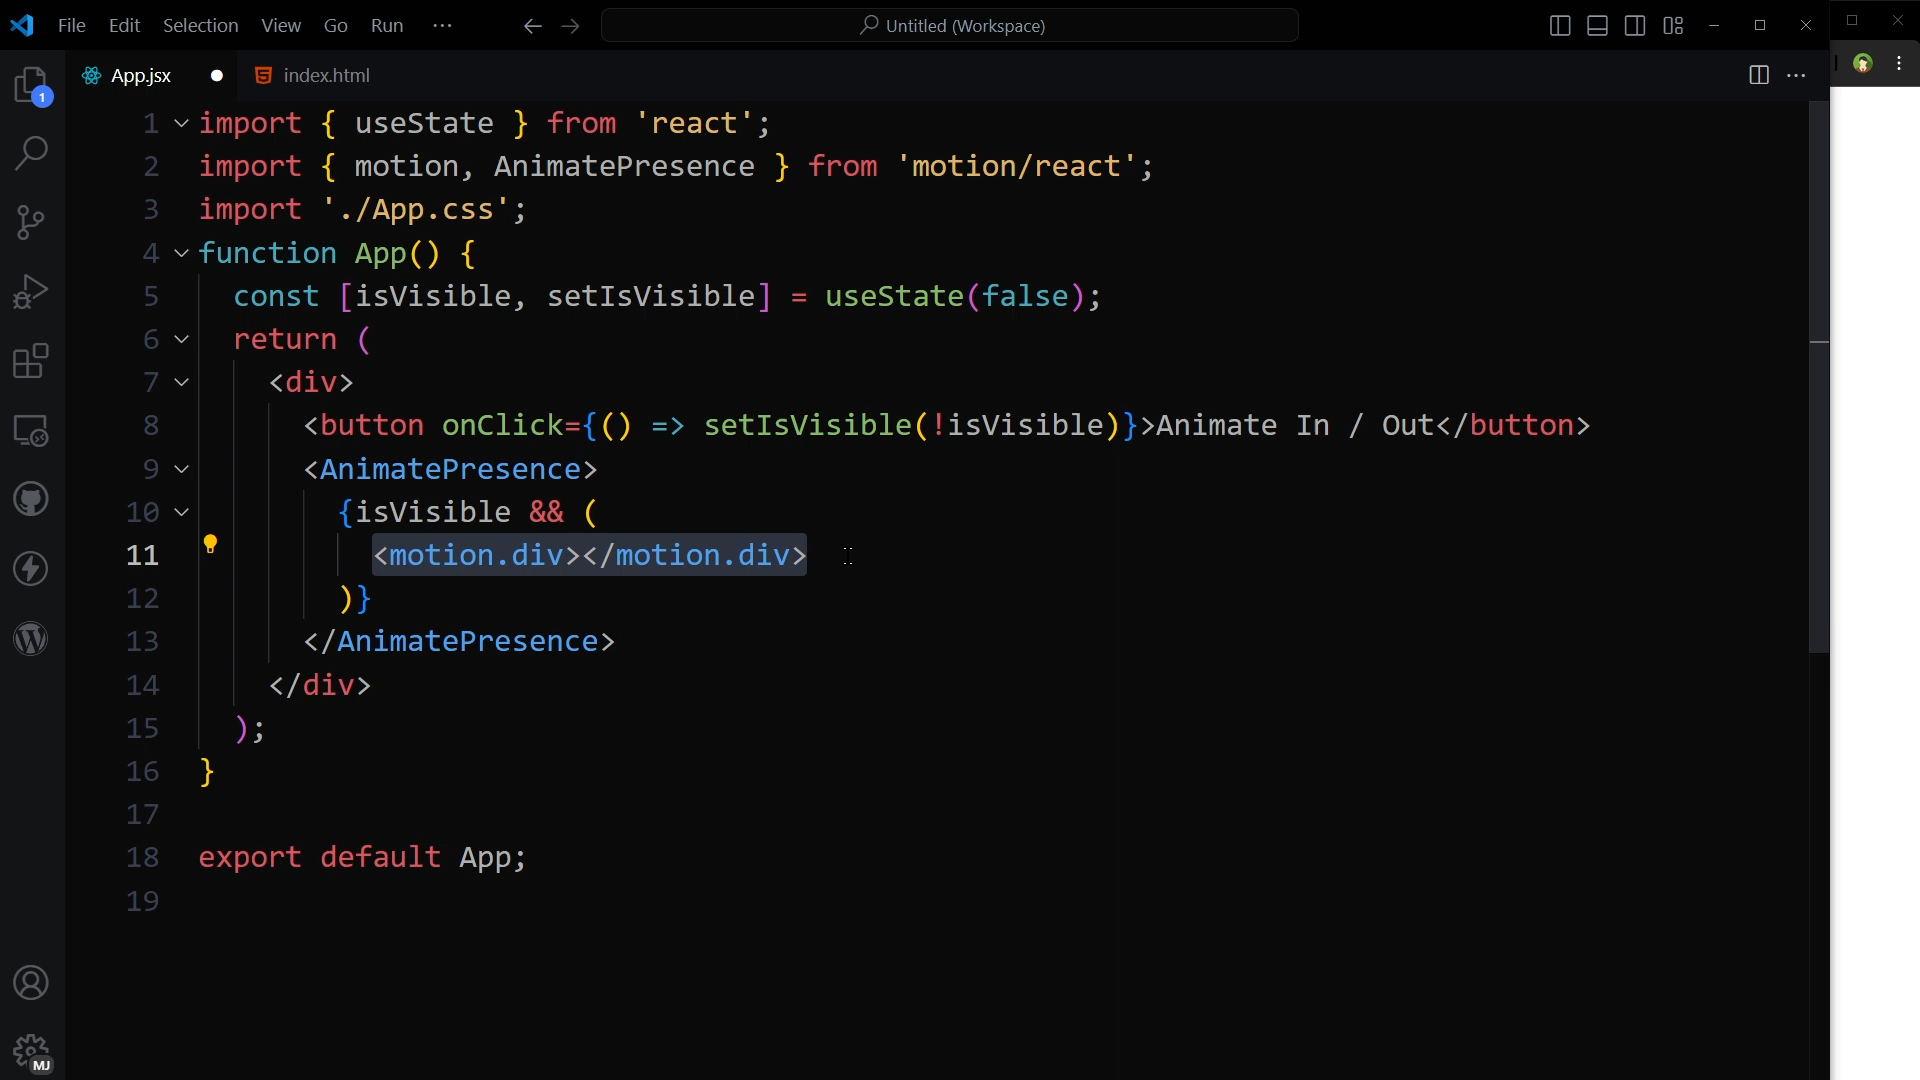 File Edit Selection View Go Run ···
Untitled (Workspace)
App.jsx
index.html
1
1 import { useState } from 'react';
2 import { motion, AnimatePresence } from 'motion/react';
3 import './App.css';
4 function App() {
5 const [isVisible, setIsVisible] = useState(false);
6 return (
7 <div>
8 <button onClick={() => setIsVisible(!isVisible)}>Animate In / Out</button>
9 <AnimatePresence>
10 {isVisible && (
11 <motion.div></motion.div>
12 )}
13 </AnimatePresence>
14 </div>
15 );
16 }
17
18 export default App;
19
MJ